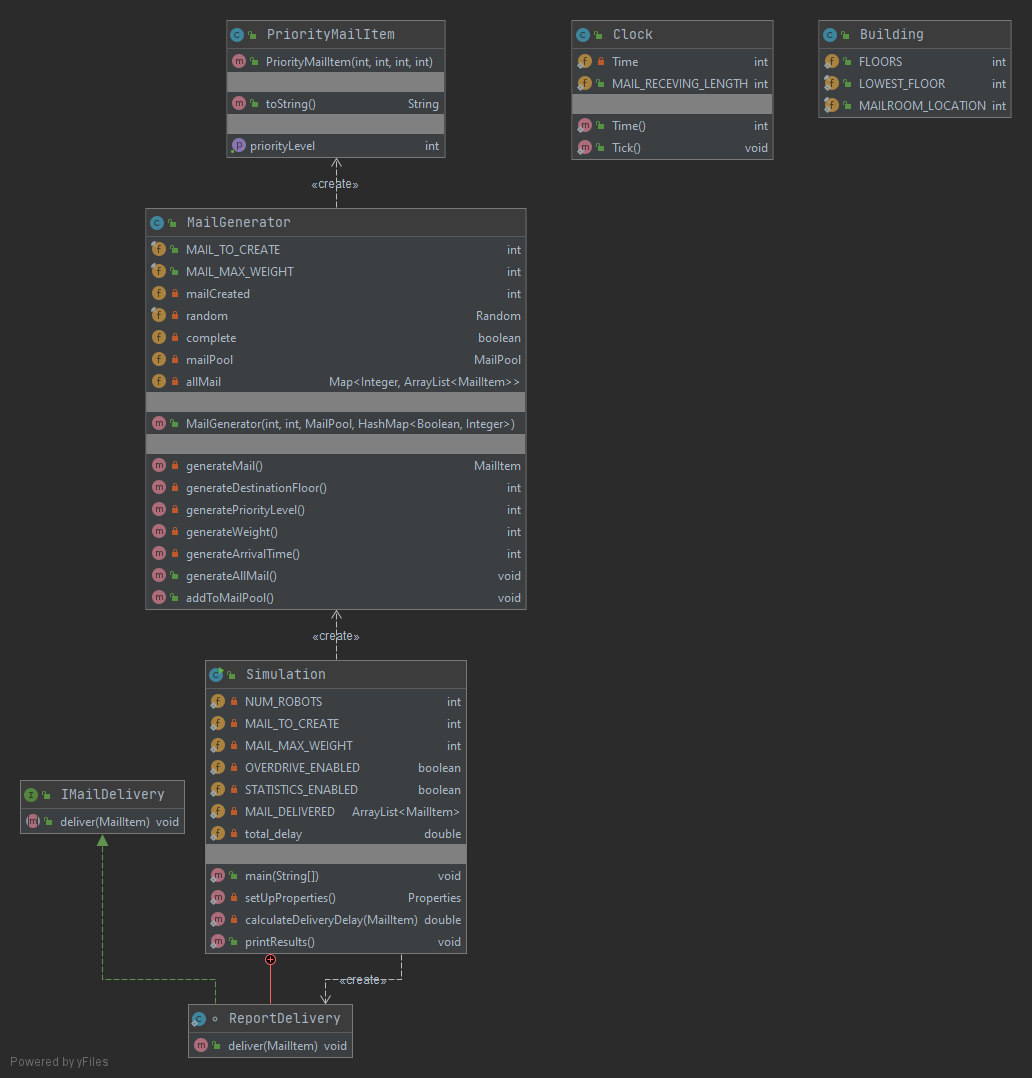 PriorityMailItem
PriorityMailItem(int, int, int, int)
toString() String
priorityLevel int
«create»
Clock
Time int
MAIL_RECEVING_LENGTH int
Time() int
Tick() void
Building
FLOORS int
LOWEST_FLOOR int
MAILROOM_LOCATION int
MailGenerator
MAIL_TO_CREATE int
MAIL_MAX_WEIGHT int
mailCreated int
random Random
complete boolean
mailPool MailPool
allMail Map<Integer, ArrayList<MailItem>>
MailGenerator(int, int, MailPool, HashMap<Boolean, Integer>)
generateMail() MailItem
generateDestinationFloor() int
generatePriorityLevel() int
generateWeight() int
generateArrivalTime() int
generateAllMail() void
addToMailPool() void
«create»
Simulation
NUM_ROBOTS int
MAIL_TO_CREATE int
MAIL_MAX_WEIGHT int
OVERDRIVE_ENABLED boolean
STATISTICS_ENABLED boolean
MAIL_DELIVERED ArrayList<MailItem>
total_delay double
main(String[]) void
setUpProperties() Properties
calculateDeliveryDelay(MailItem) double
printResults() void
IMailDelivery
deliver(MailItem) void
«create»
ReportDelivery
deliver(MailItem) void
Powered by yFiles